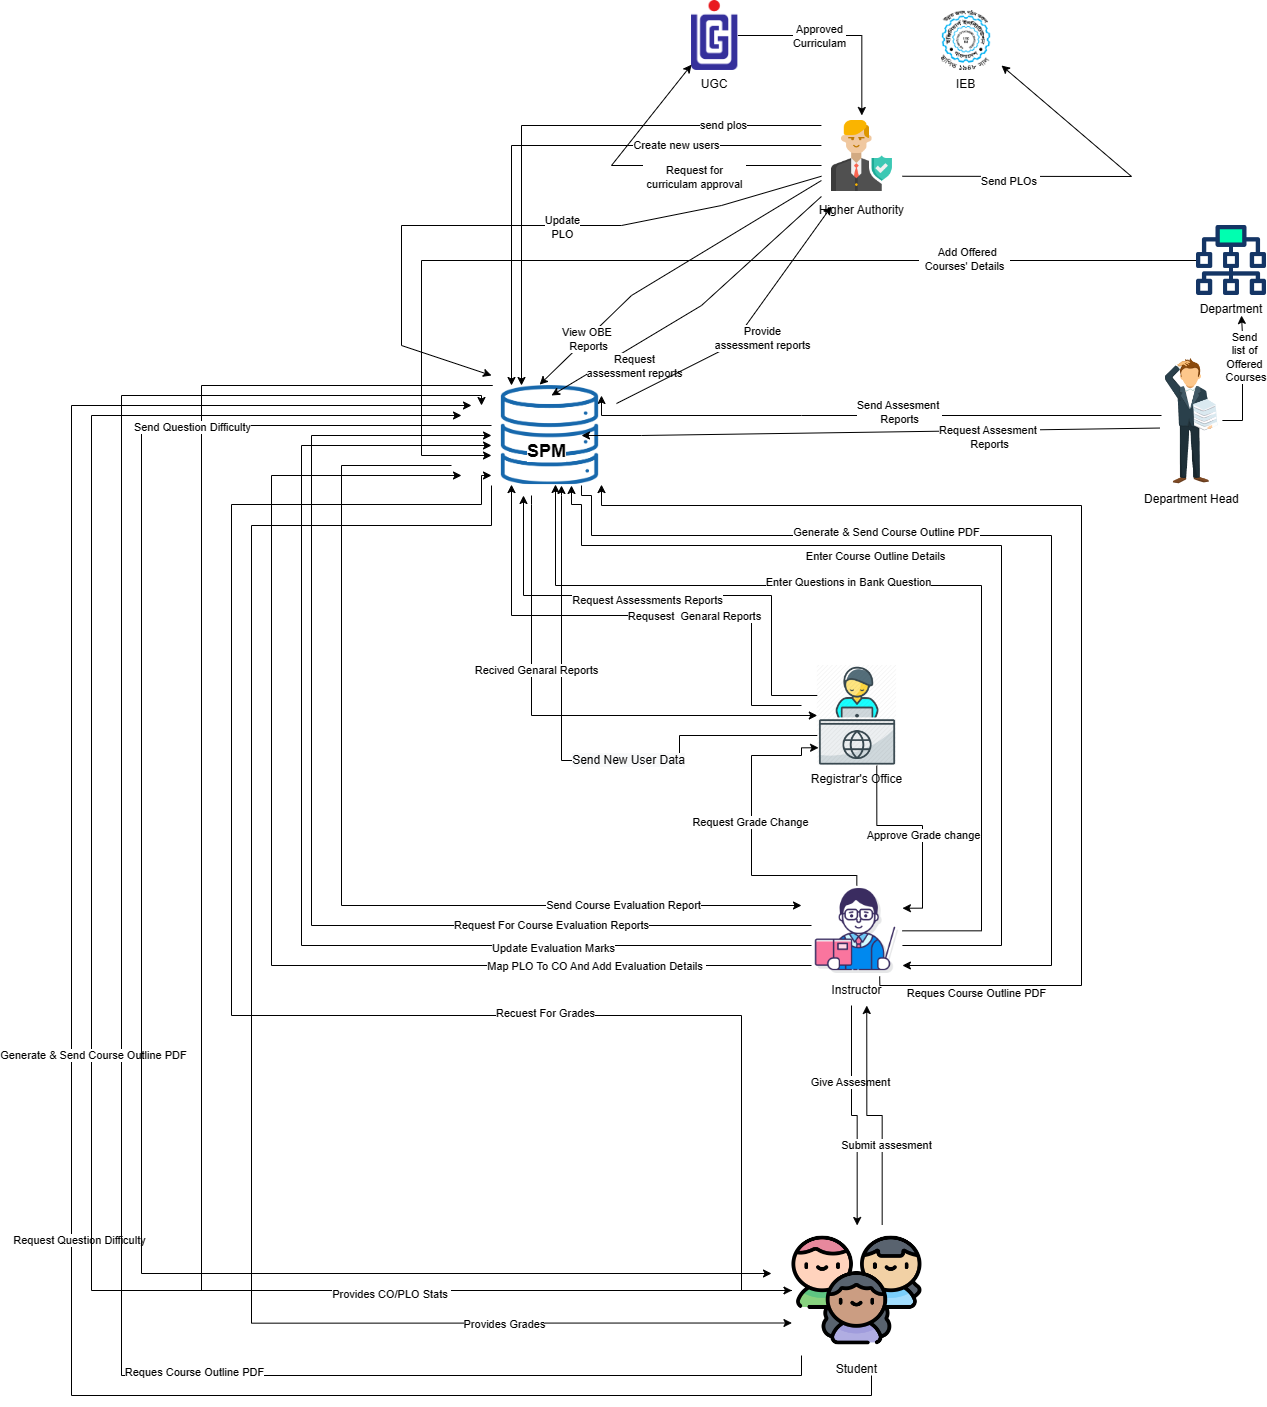 Approved
Curriculam
UGC
IEB
send plos
Create new users
Request for
curriculam approval
Send PLOs
Higher Authority
Update
PLO
Add Offered
Courses' Details
Department
View OBE
Reports
Provide
assessment reports
Request
assessment reports
Send
list of
Offered
Courses
Send Assesment
Reports
Send Question Difficulty
Request Assesment
Reports
SPM
Department Head
Generate & Send Course Outline PDF
Enter Course Outline Details
Enter Questions in Bank Question
Request Assessments Reports
Requsest Genaral Reports
Recived Genaral Reports
Send New User Data
Registrar's Office
Request Grade Change
Approve Grade change
Send Course Evaluation Report
Request For Course Evaluation Reports
Update Evaluation Marks
Map PLO To CO And Add Evaluation Details
Instructor
Reques Course Outline PDF
Recuest For Grades
Generate & Send Course Outline PDF
Give Assesment
Submit assesment
Request Question Difficulty
Provides CO/PLO Stats
Provides Grades
Student
Reques Course Outline PDF